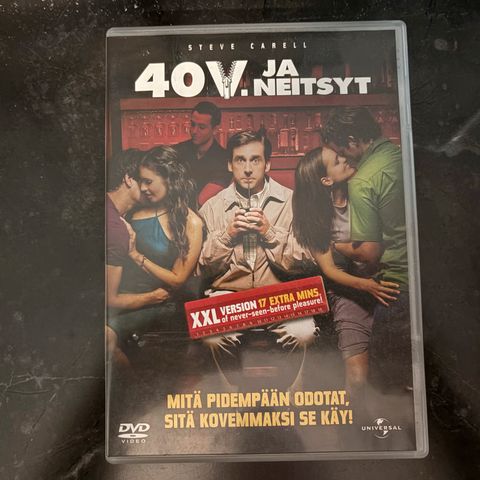 STEVE CARELL
40 V. JA
NEITSYT
XXL VERSION 17 EXTRA MINS.
of never-seen-before pleasure!
MITÄ PIDEMPÄÄN ODOTAT,
SITÄ KOVEMMAKSI SE KÄY!
DVD
VIDEO
UNIVERSAL